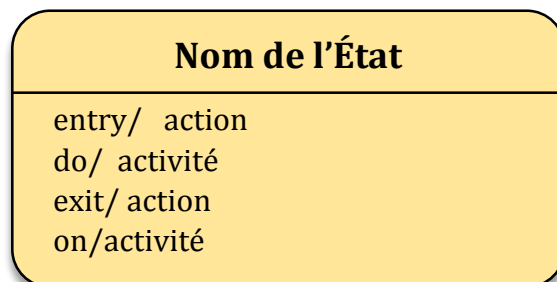 Nom de l’État
entry/ action
do/ activité
exit/ action
on/activité